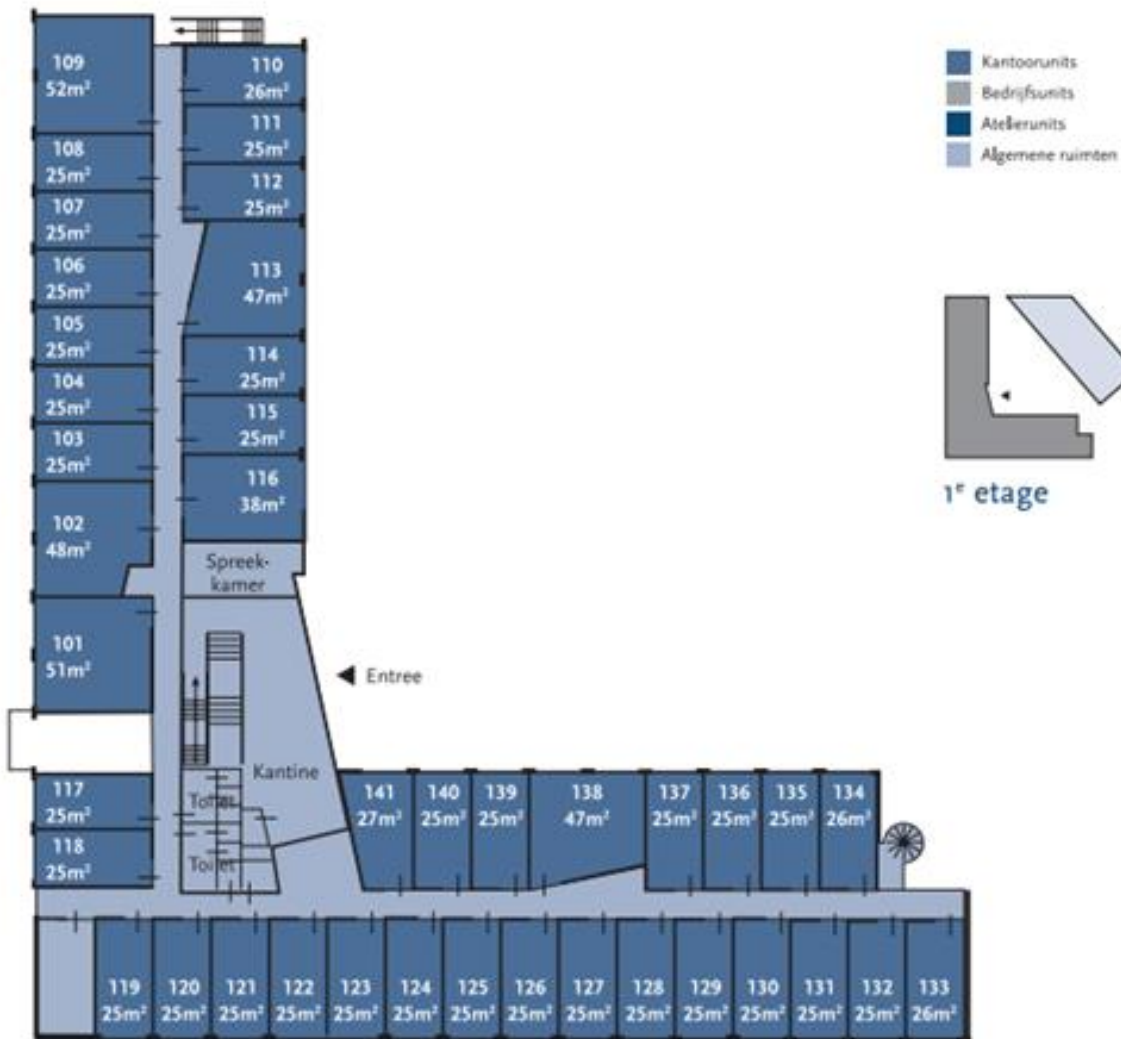 109
52m²
108
25m²
107
25m²
106
25m²
105
25m²
104
25m²
103
25m²
102
48m²
101
51m²
117
25m²
118
25m²
110
26m²
111
25m²
112
25m²
113
47m²
114
25m²
115
25m²
116
38m²
Spreek-
kamer
Entree
Kantine
Toilet
Toilet
141
27m²
140
25m²
139
25m²
138
47m²
137
25m²
136
25m²
135
25m²
134
26m²
119
25m²
120
25m²
121
25m²
122
25m²
123
25m²
124
25m²
125
25m²
126
25m²
127
25m²
128
25m²
129
25m²
130
25m²
131
25m²
132
25m²
133
26m²
Kantoorunits
Bedrijfsunits
Atelierunits
Algemene ruimten
1e etage